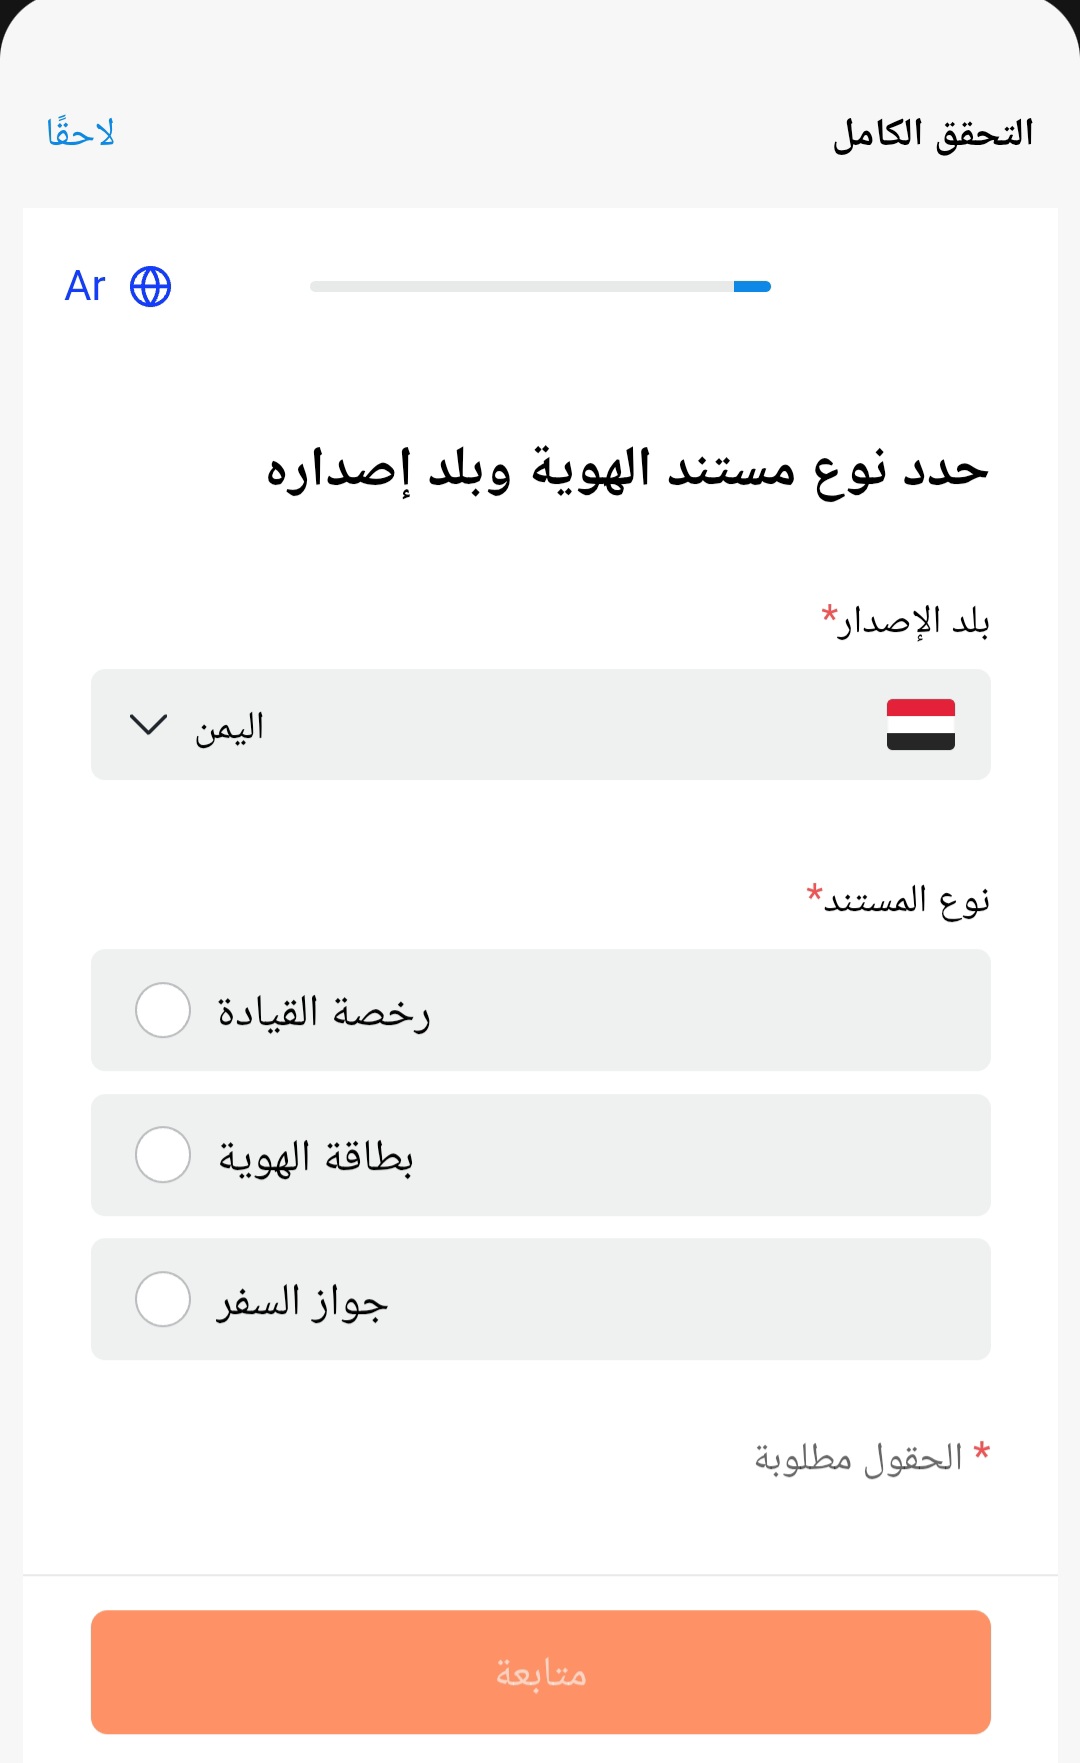 التحقق الكامل
لاحقًا
Ar
حدد نوع مستند الهوية وبلد إصداره
بلد الإصدار*
اليمن
نوع المستند*
رخصة القيادة
بطاقة الهوية
جواز السفر
* الحقول مطلوبة
متابعة